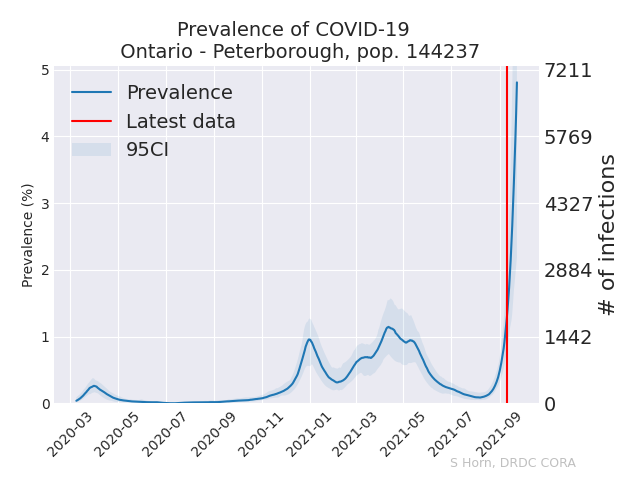 Prevalence of COVID-19
Ontario - Peterborough, pop. 144237
Prevalence
Latest data
95CI
Prevalence (%)
5
4
3
2
1
0
7211
5769
4327
2884
1442
0
# of infections
2020-03
2020-05
2020-07
2020-09
2020-11
2021-01
2021-03
2021-05
2021-07
2021-09
S Horn, DRDC CORA